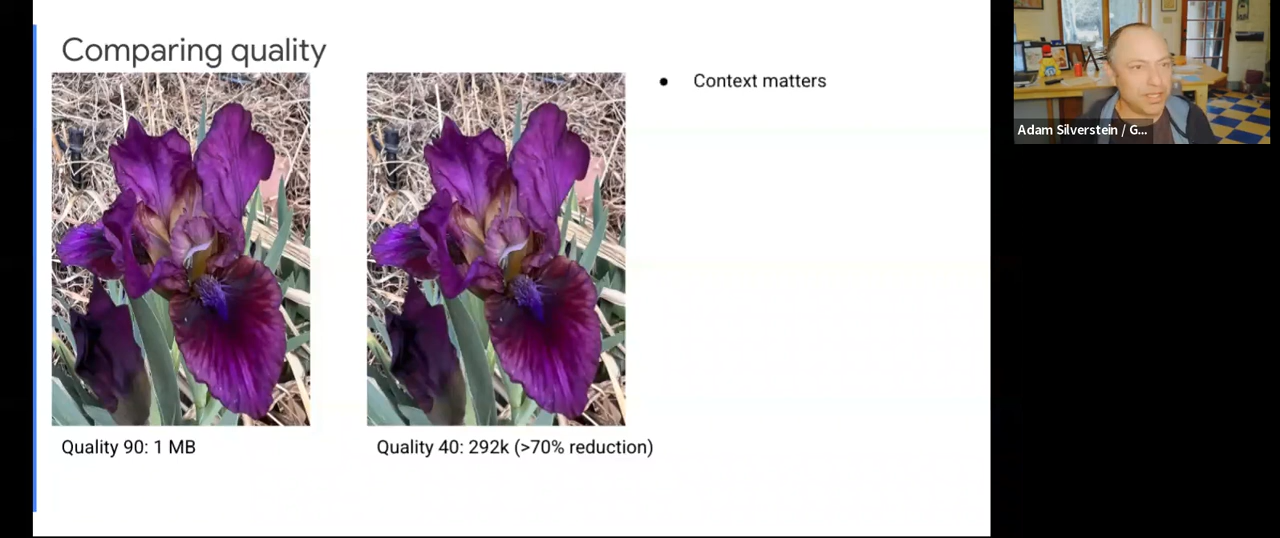 Comparing quality
Context matters
Quality 90: 1 MB
Quality 40: 292k (>70% reduction)
Adam Silverstein / G...